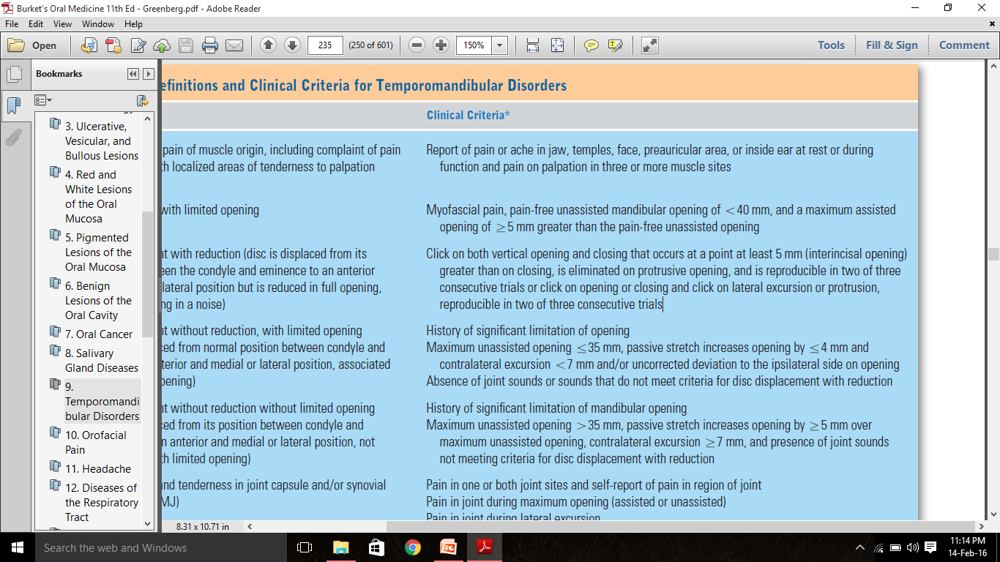 Burket's Oral Medicine 11th Ed - Greenberg.pdf - Adobe Reader
File Edit View Window Help
Open 235 (250 of 601) 150% Tools Fill & Sign Comment
Bookmarks
3. Ulcerative,
Vesicular, and
Bullous Lesions
4. Red and
White Lesions
of the Oral
Mucosa
5. Pigmented
Lesions of the
Oral Mucosa
6. Benign
Lesions of the
Oral Cavity
7. Oral Cancer
8. Salivary
Gland Diseases
9.
Temporomandi
bular Disorders
10. Orofacial
Pain
11. Headache
12. Diseases of
the Respiratory
Tract
efinitions and Clinical Criteria for Temporomandibular Disorders
Clinical Criteria*
pain of muscle origin, including complaint of pain
th localized areas of tenderness to palpation
Report of pain or ache in jaw, temples, face, preauricular area, or inside ear at rest or during
function and pain on palpation in three or more muscle sites
with limited opening
Myofascial pain, pain-free unassisted mandibular opening of <40 mm, and a maximum assisted
opening of ≥5 mm greater than the pain-free unassisted opening
nt with reduction (disc is displaced from its
een the condyle and eminence to an anterior
lateral position but is reduced in full opening,
ng in a noise)
Click on both vertical opening and closing that occurs at a point at least 5 mm (interincisal opening)
greater than on closing, is eliminated on protrusive opening, and is reproducible in two of three
consecutive trials or click on opening or closing and click on lateral excursion or protrusion,
reproducible in two of three consecutive trials
nt without reduction, with limited opening
ced from normal position between condyle and
terior and medial or lateral position, associated
pening)
History of significant limitation of opening
Maximum unassisted opening ≤35 mm, passive stretch increases opening by ≤4 mm and
contralateral excursion <7 mm and/or uncorrected deviation to the ipsilateral side on opening
Absence of joint sounds or sounds that do not meet criteria for disc displacement with reduction
nt without reduction without limited opening
ced from its position between condyle and
n anterior and medial or lateral position, not
th limited opening)
History of significant limitation of mandibular opening
Maximum unassisted opening >35 mm, passive stretch increases opening by ≥5 mm over
maximum unassisted opening, contralateral excursion ≥7 mm, and presence of joint sounds
not meeting criteria for disc displacement with reduction
and tenderness in joint capsule and/or synovial
MJ)
Pain in one or both joint sites and self-report of pain in region of joint
Pain in joint during maximum opening (assisted or unassisted)
Pain in joint during lateral excursion
8.31 x 10.71 in
Search the web and Windows
11:14 PM
14-Feb-16